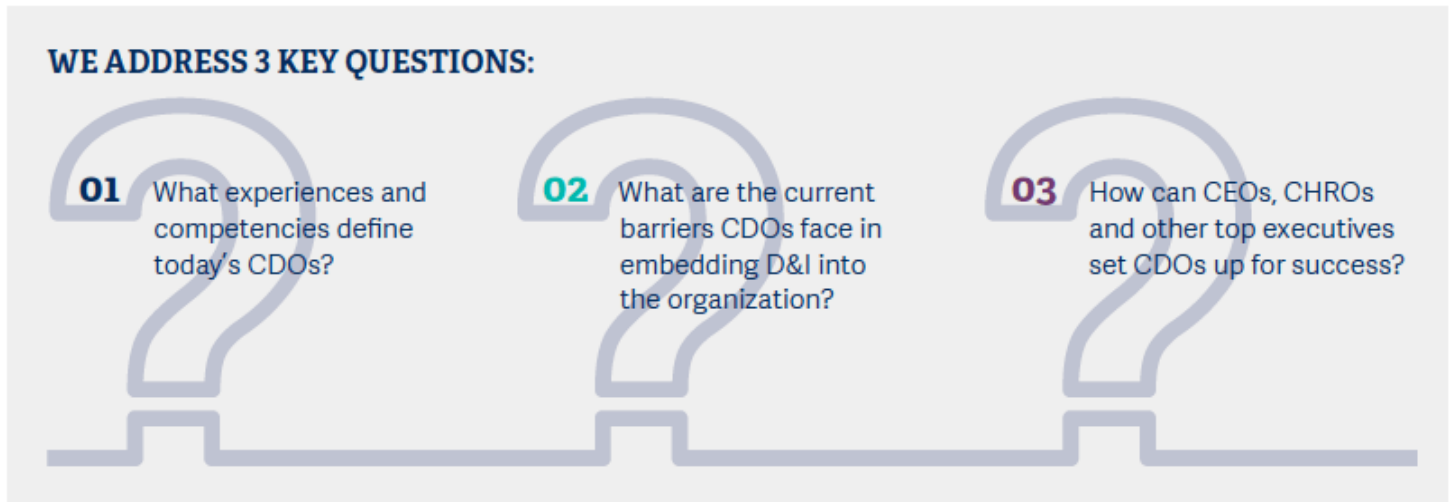 WE ADDRESS 3 KEY QUESTIONS:
01
What experiences and
competencies define
today's CDOs?
02
What are the current
barriers CDOs face in
embedding D&I into
the organization?
03
How can CEOs, CHROs
and other top executives
set CDOs up for success?